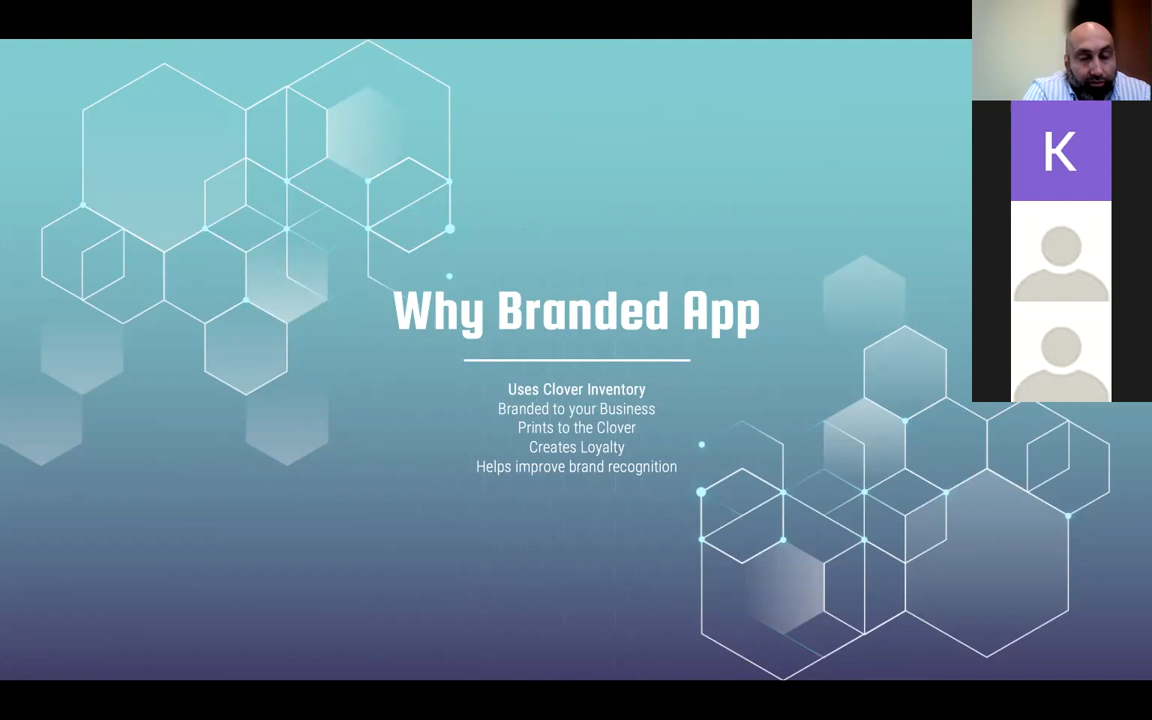 Why Branded App
Uses Clover Inventory
Branded to your Business
Prints to the Clover
Creates Loyalty
Helps improve brand recognition
K